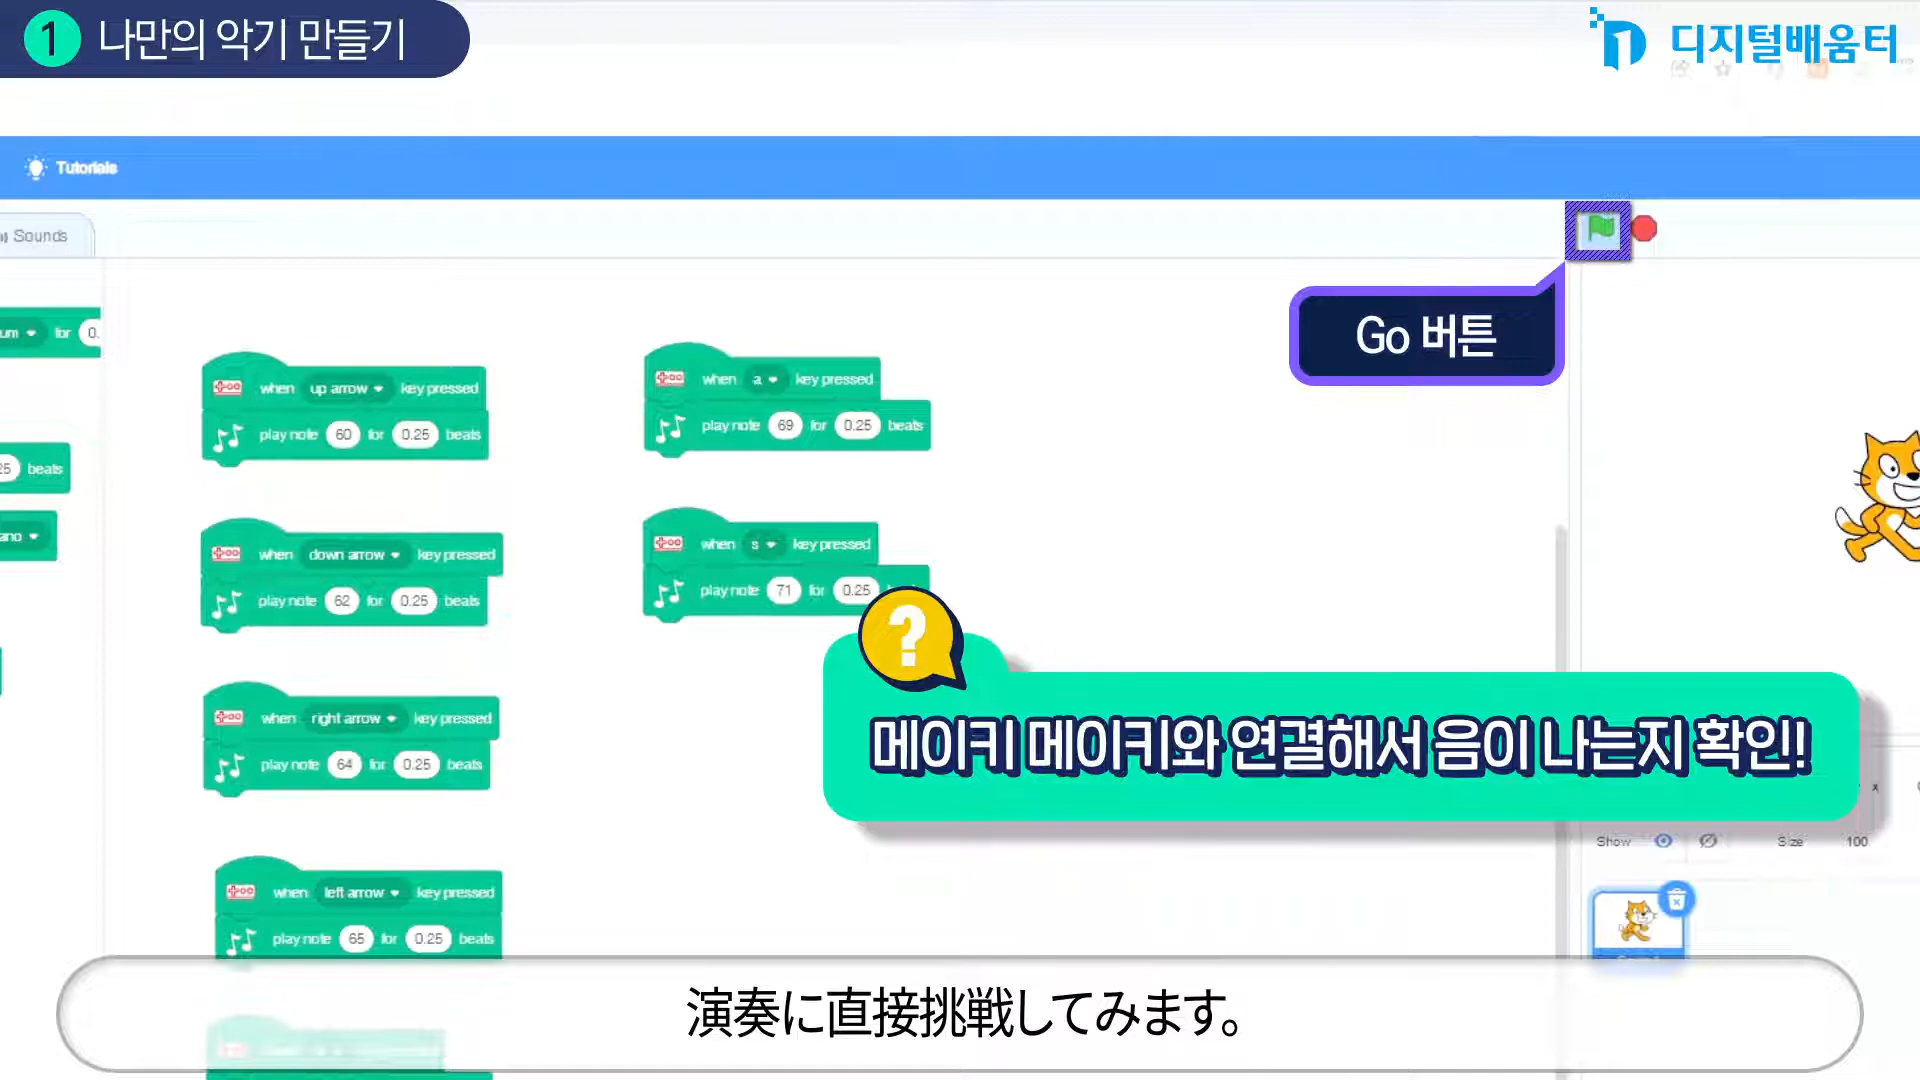 1 나만의 악기 만들기
디지털배움터
Tutorials
Sounds
for 0.
beats
when up arrow key pressed
play note 60 for 0.25 beats
when down arrow key pressed
play note 62 for 0.25 beats
when right arrow key pressed
play note 64 for 0.25 beats
when left arrow key pressed
play note 65 for 0.25 beats
when a key pressed
play note 69 for 0.25 beats
when s key pressed
play note 71 for 0.25
Go 버튼
?
메이키 메이키와 연결해서 음이 나는지 확인!
x
Show Size 100
演奏に直接挑戦してみます。